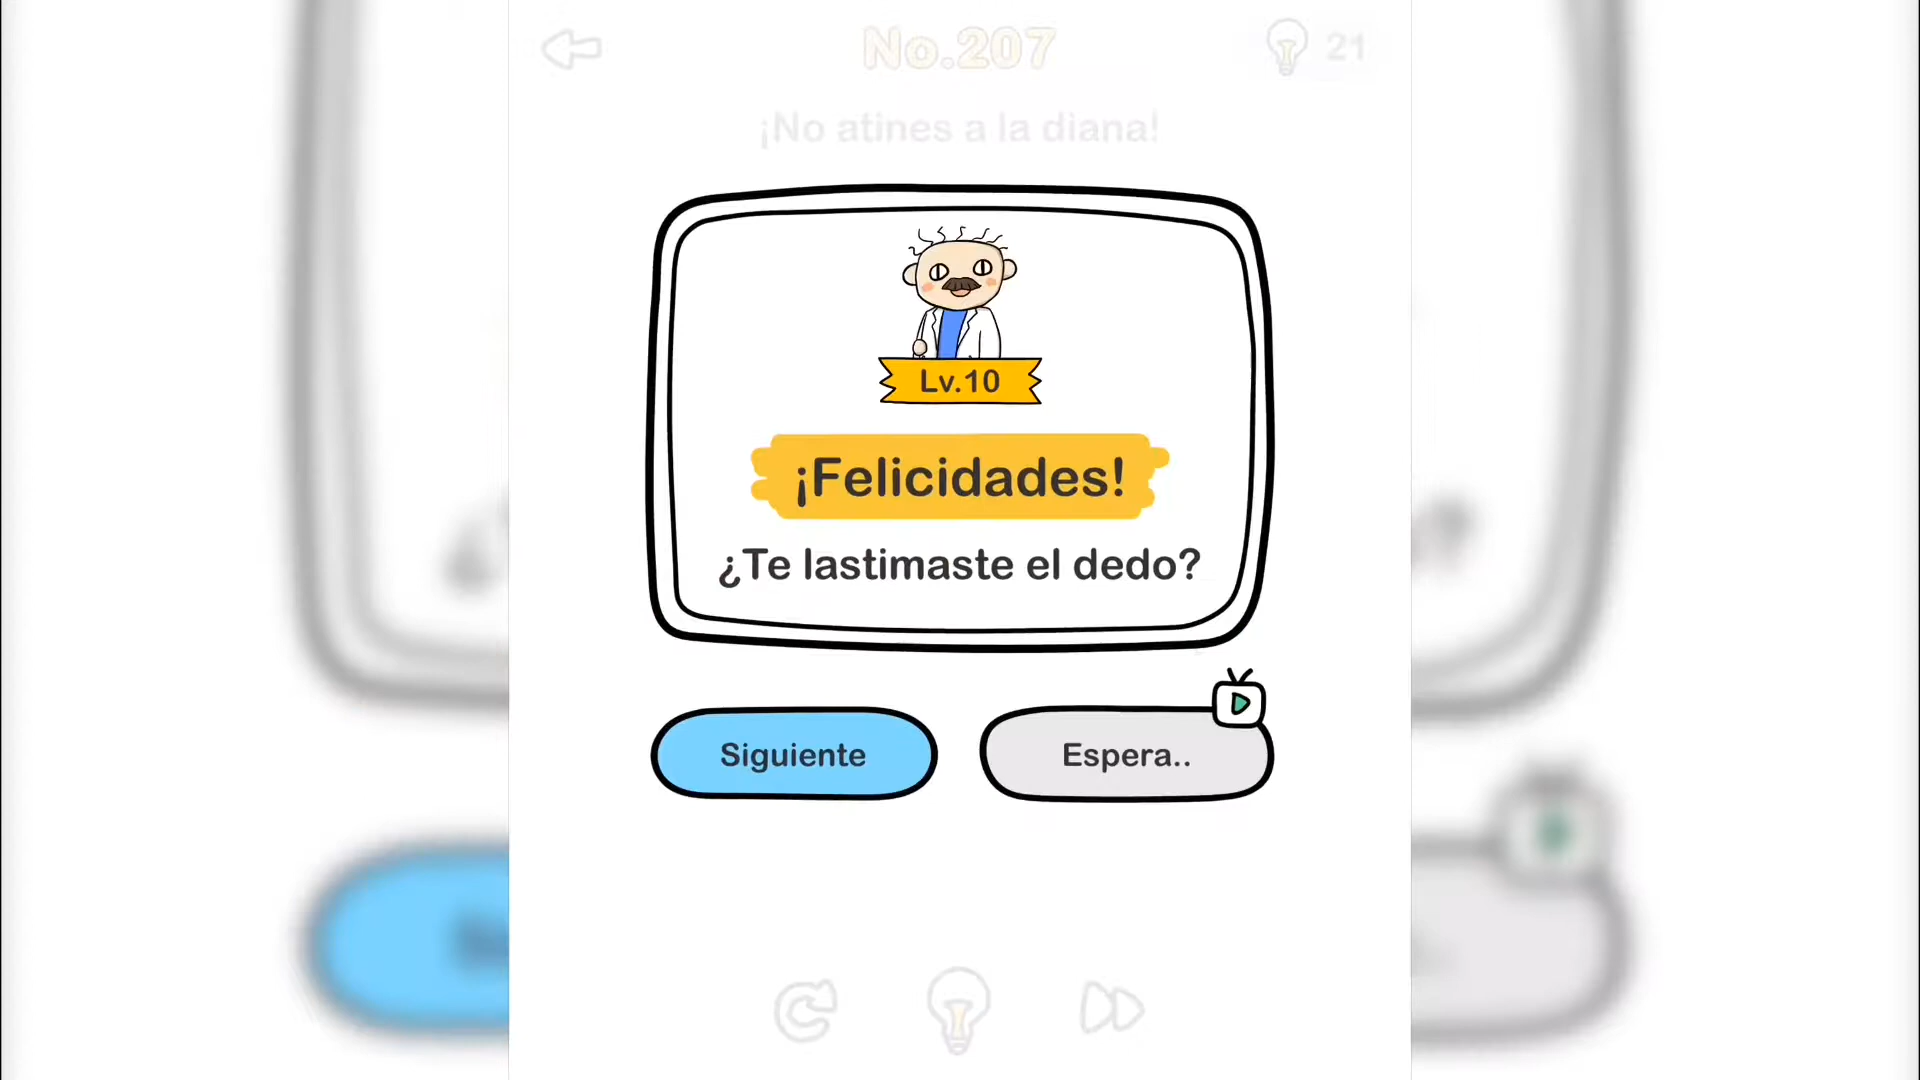 No.207
21
¡No atines a la diana!
Lv.10
¡Felicidades!
¿Te lastimaste el dedo?
Siguiente
Espera..